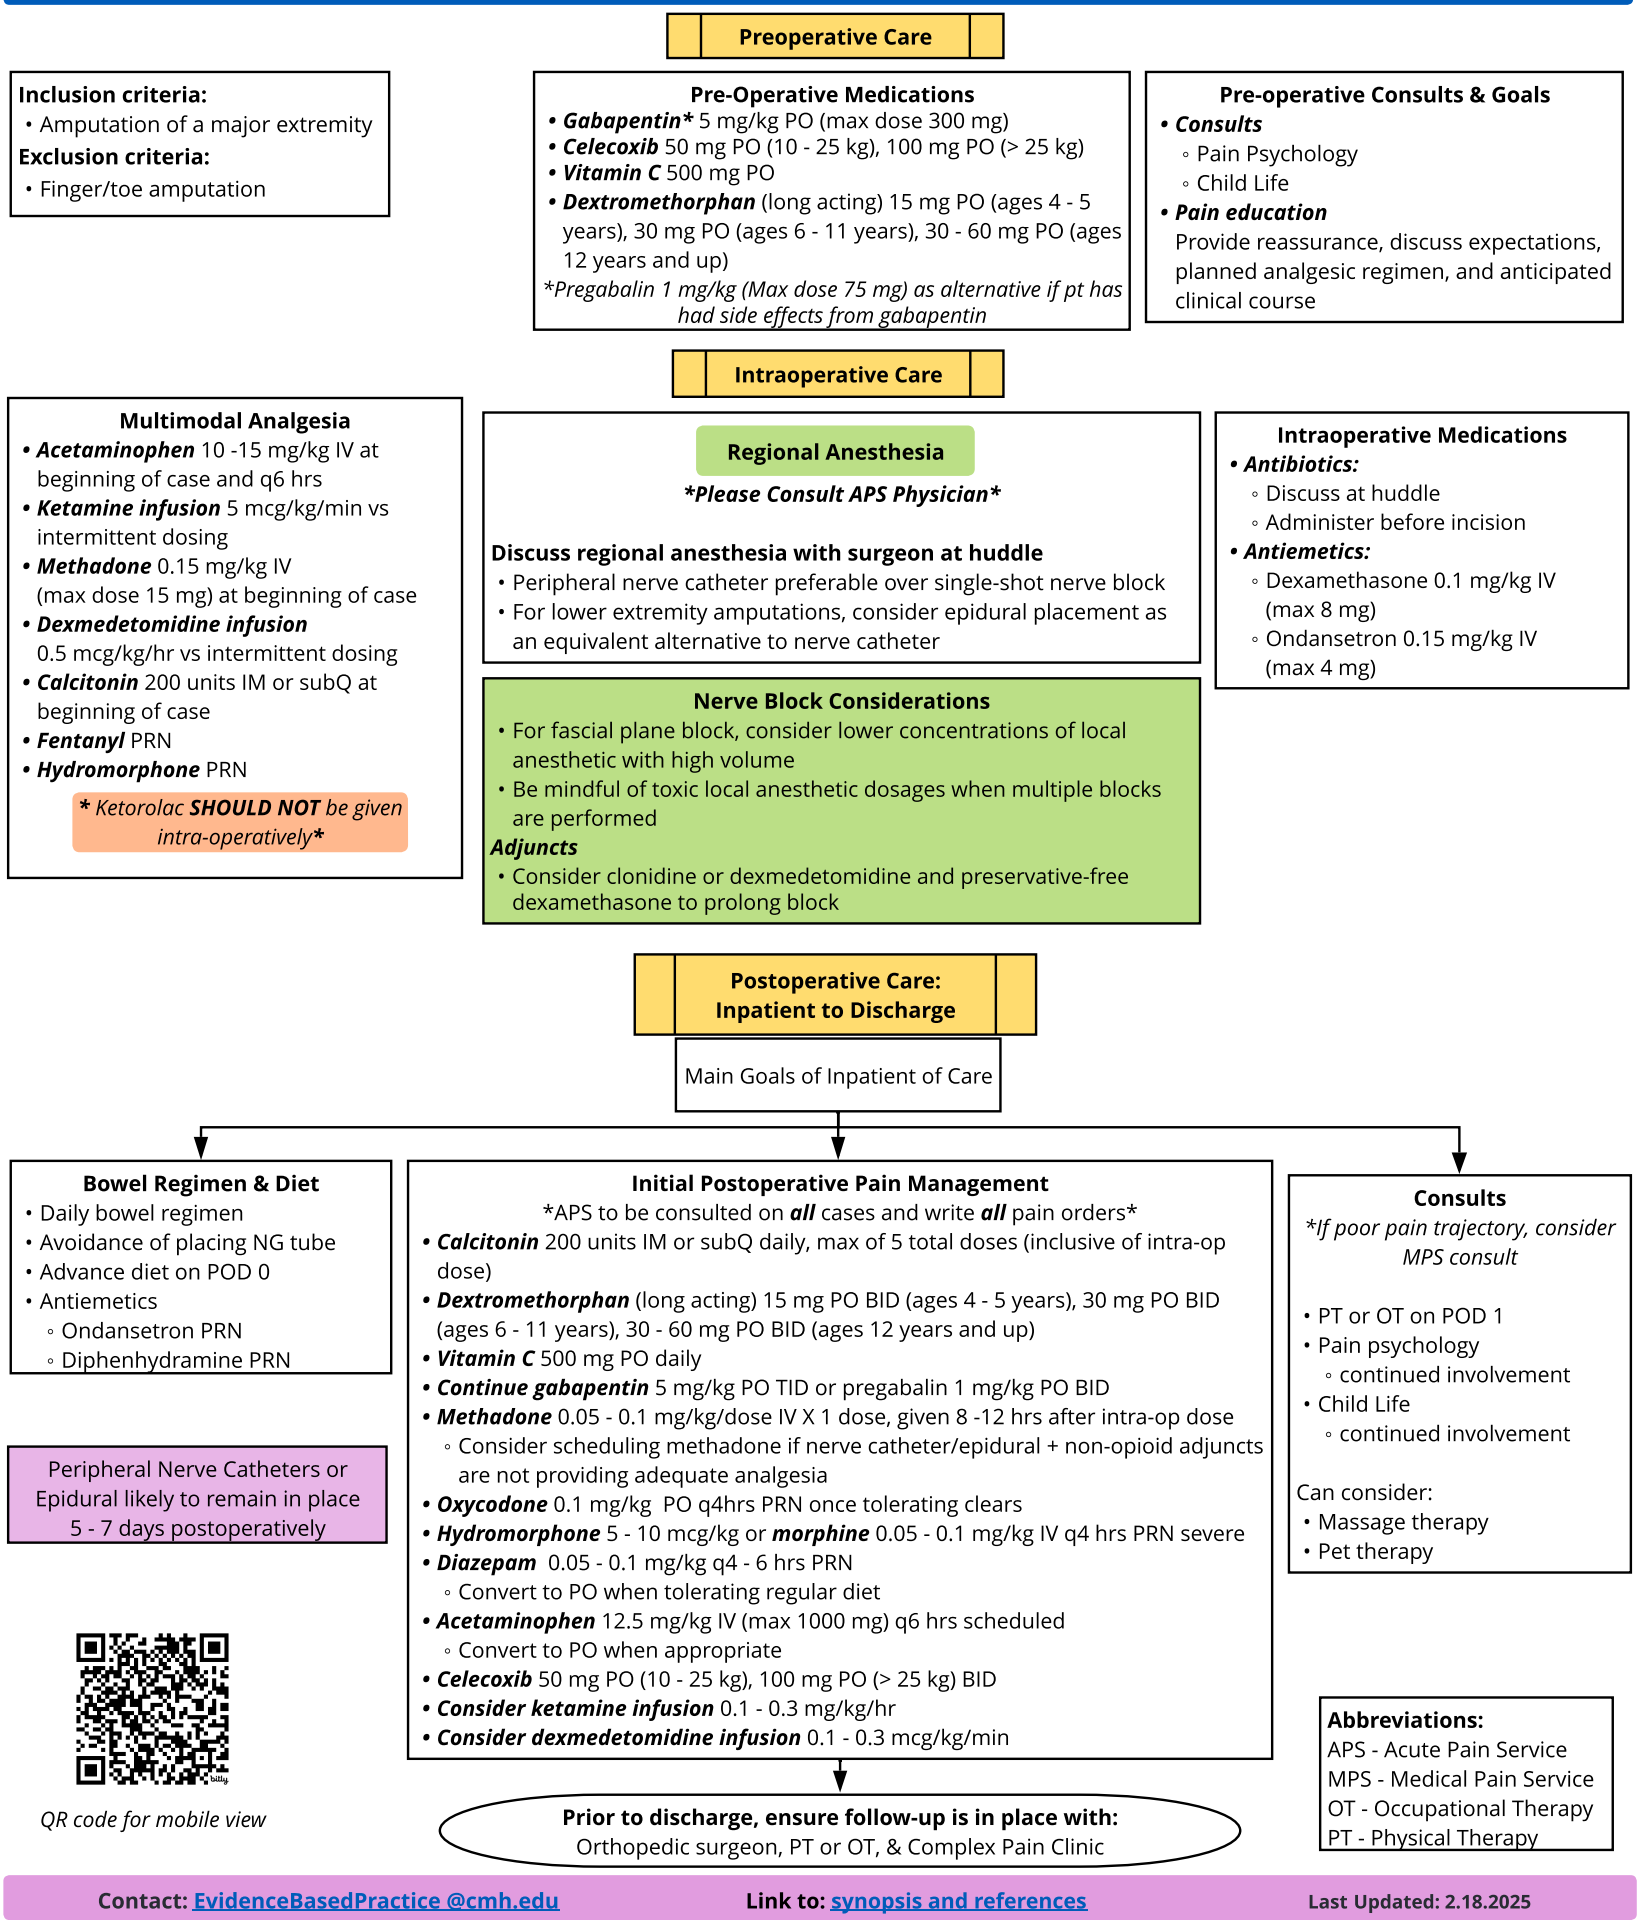 Preoperative Care
Inclusion criteria:
• Amputation of a major extremity
Exclusion criteria:
• Finger/toe amputation
Pre-Operative Medications
• Gabapentin* 5 mg/kg PO (max dose 300 mg)
• Celecoxib 50 mg PO (10 - 25 kg), 100 mg PO (> 25 kg)
• Vitamin C 500 mg PO
• Dextromethorphan (long acting) 15 mg PO (ages 4 - 5
years), 30 mg PO (ages 6 - 11 years), 30 - 60 mg PO (ages
12 years and up)
*Pregabalin 1 mg/kg (Max dose 75 mg) as alternative if pt has
had side effects from gabapentin
Pre-operative Consults & Goals
• Consults
◦ Pain Psychology
◦ Child Life
• Pain education
Provide reassurance, discuss expectations,
planned analgesic regimen, and anticipated
clinical course
Intraoperative Care
Multimodal Analgesia
• Acetaminophen 10 -15 mg/kg IV at
beginning of case and q6 hrs
• Ketamine infusion 5 mcg/kg/min vs
intermittent dosing
• Methadone 0.15 mg/kg IV
(max dose 15 mg) at beginning of case
• Dexmedetomidine infusion
0.5 mcg/kg/hr vs intermittent dosing
• Calcitonin 200 units IM or subQ at
beginning of case
• Fentanyl PRN
• Hydromorphone PRN
* Ketorolac SHOULD NOT be given
intra-operatively*
Regional Anesthesia
*Please Consult APS Physician*
Discuss regional anesthesia with surgeon at huddle
• Peripheral nerve catheter preferable over single-shot nerve block
• For lower extremity amputations, consider epidural placement as
an equivalent alternative to nerve catheter
Nerve Block Considerations
• For fascial plane block, consider lower concentrations of local
anesthetic with high volume
• Be mindful of toxic local anesthetic dosages when multiple blocks
are performed
Adjuncts
• Consider clonidine or dexmedetomidine and preservative-free
dexamethasone to prolong block
Intraoperative Medications
• Antibiotics:
◦ Discuss at huddle
◦ Administer before incision
• Antiemetics:
◦ Dexamethasone 0.1 mg/kg IV
(max 8 mg)
◦ Ondansetron 0.15 mg/kg IV
(max 4 mg)
Postoperative Care:
Inpatient to Discharge
Main Goals of Inpatient of Care
Bowel Regimen & Diet
• Daily bowel regimen
• Avoidance of placing NG tube
• Advance diet on POD 0
• Antiemetics
◦ Ondansetron PRN
◦ Diphenhydramine PRN
Peripheral Nerve Catheters or
Epidural likely to remain in place
5 - 7 days postoperatively
Initial Postoperative Pain Management
*APS to be consulted on all cases and write all pain orders*
• Calcitonin 200 units IM or subQ daily, max of 5 total doses (inclusive of intra-op
dose)
• Dextromethorphan (long acting) 15 mg PO BID (ages 4 - 5 years), 30 mg PO BID
(ages 6 - 11 years), 30 - 60 mg PO BID (ages 12 years and up)
• Vitamin C 500 mg PO daily
• Continue gabapentin 5 mg/kg PO TID or pregabalin 1 mg/kg PO BID
• Methadone 0.05 - 0.1 mg/kg/dose IV X 1 dose, given 8 -12 hrs after intra-op dose
◦ Consider scheduling methadone if nerve catheter/epidural + non-opioid adjuncts
are not providing adequate analgesia
• Oxycodone 0.1 mg/kg  PO q4hrs PRN once tolerating clears
• Hydromorphone 5 - 10 mcg/kg or morphine 0.05 - 0.1 mg/kg IV q4 hrs PRN severe
• Diazepam  0.05 - 0.1 mg/kg q4 - 6 hrs PRN
◦ Convert to PO when tolerating regular diet
• Acetaminophen 12.5 mg/kg IV (max 1000 mg) q6 hrs scheduled
◦ Convert to PO when appropriate
• Celecoxib 50 mg PO (10 - 25 kg), 100 mg PO (> 25 kg) BID
• Consider ketamine infusion 0.1 - 0.3 mg/kg/hr
• Consider dexmedetomidine infusion 0.1 - 0.3 mcg/kg/min
Consults
*If poor pain trajectory, consider
MPS consult
• PT or OT on POD 1
• Pain psychology
◦ continued involvement
• Child Life
◦ continued involvement
Can consider:
• Massage therapy
• Pet therapy
bitly
QR code for mobile view
Prior to discharge, ensure follow-up is in place with:
Orthopedic surgeon, PT or OT, & Complex Pain Clinic
Abbreviations:
APS - Acute Pain Service
MPS - Medical Pain Service
OT - Occupational Therapy
PT - Physical Therapy
Contact: EvidenceBasedPractice @cmh.edu
Link to: synopsis and references
Last Updated: 2.18.2025